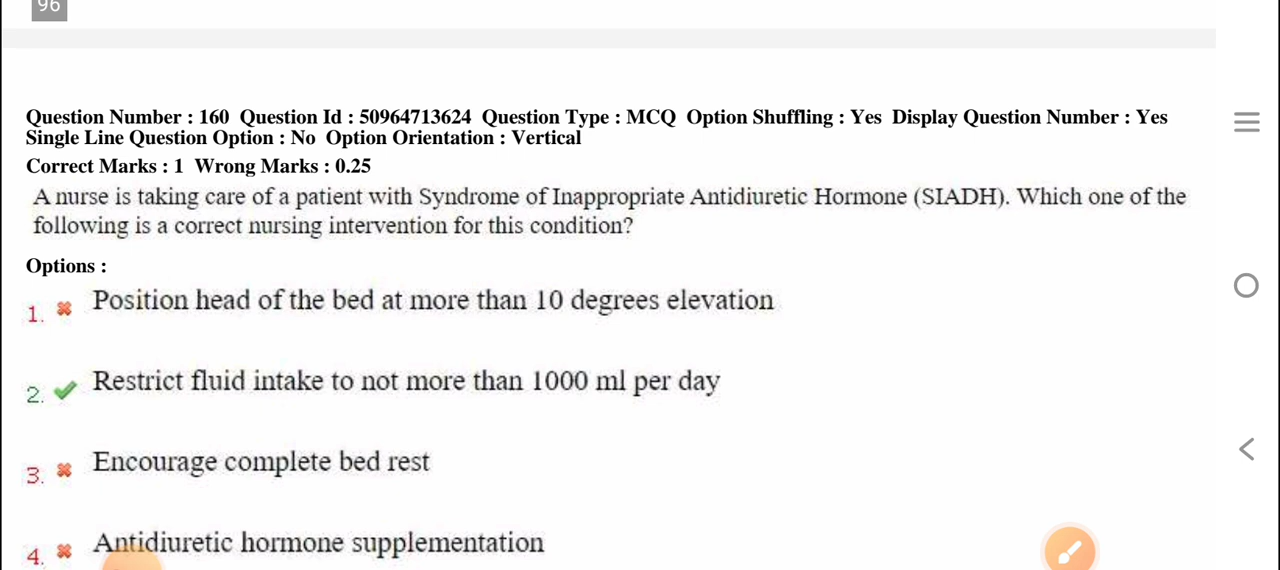 96
Question Number : 160 Question Id : 50964713624 Question Type : MCQ Option Shuffling : Yes Display Question Number : Yes
Single Line Question Option : No Option Orientation : Vertical
Correct Marks : 1 Wrong Marks : 0.25
A nurse is taking care of a patient with Syndrome of Inappropriate Antidiuretic Hormone (SIADH). Which one of the
following is a correct nursing intervention for this condition?
Options :
1. Position head of the bed at more than 10 degrees elevation
2. Restrict fluid intake to not more than 1000 ml per day
3. Encourage complete bed rest
4. Antidiuretic hormone supplementation